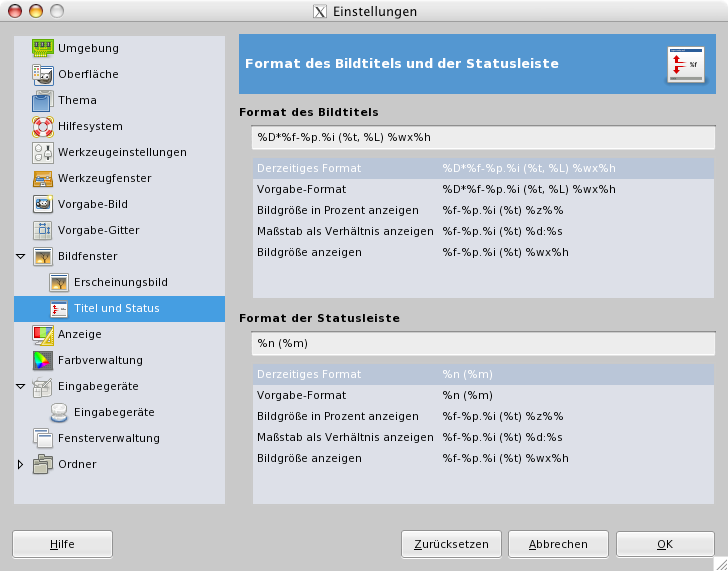 Einstellungen
Umgebung
Oberfläche
Thema
Hilfesystem
Werkzeugeinstellungen
Werkzeugfenster
Vorgabe-Bild
Vorgabe-Gitter
Bildfenster
Erscheinungsbild
Titel und Status
Anzeige
Farbverwaltung
Eingabegeräte
Eingabegeräte
Fensterverwaltung
Ordner
Format des Bildtitels und der Statusleiste
%f
Format des Bildtitels
%D*%f-%p.%i (%t, %L) %wx%h
Derzeitiges Format %D*%f-%p.%i (%t, %L) %wx%h
Vorgabe-Format %D*%f-%p.%i (%t, %L) %wx%h
Bildgröße in Prozent anzeigen %f-%p.%i (%t) %z%%
Maßstab als Verhältnis anzeigen %f-%p.%i (%t) %d:%s
Bildgröße anzeigen %f-%p.%i (%t) %wx%h
Format der Statusleiste
%n (%m)
Derzeitiges Format %n (%m)
Vorgabe-Format %n (%m)
Bildgröße in Prozent anzeigen %f-%p.%i (%t) %z%%
Maßstab als Verhältnis anzeigen %f-%p.%i (%t) %d:%s
Bildgröße anzeigen %f-%p.%i (%t) %wx%h
Hilfe Zurücksetzen Abbrechen OK